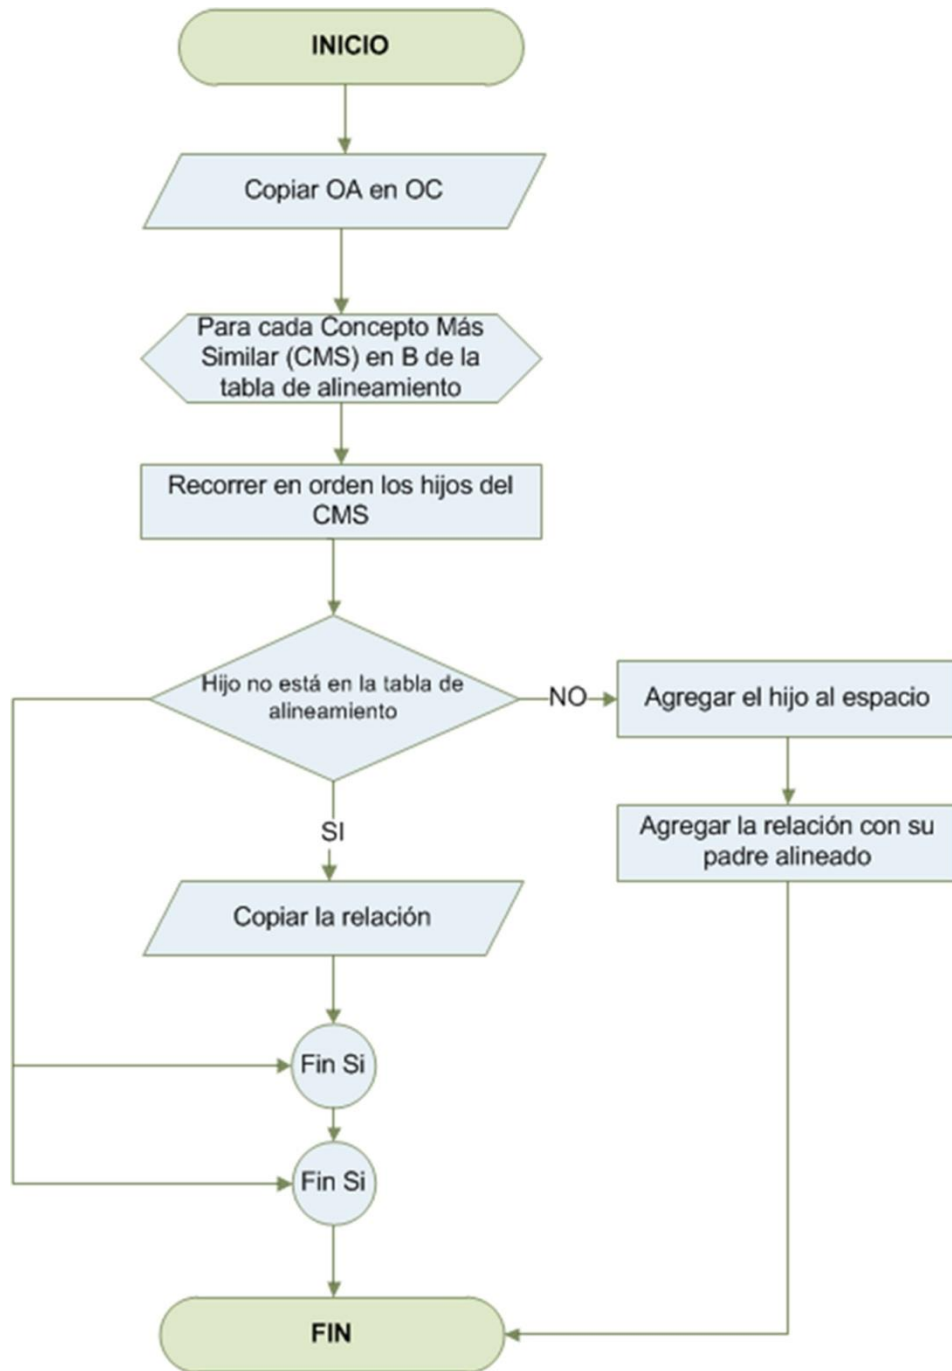 INICIO
Copiar OA en OC
Para cada Concepto Más
Similar (CMS) en B de la
tabla de alineamiento
Recorrer en orden los hijos del
CMS
Hijo no está en la tabla de
alineamiento
NO
Agregar el hijo al espacio
Agregar la relación con su
padre alineado
SI
Copiar la relación
Fin Si
Fin Si
FIN